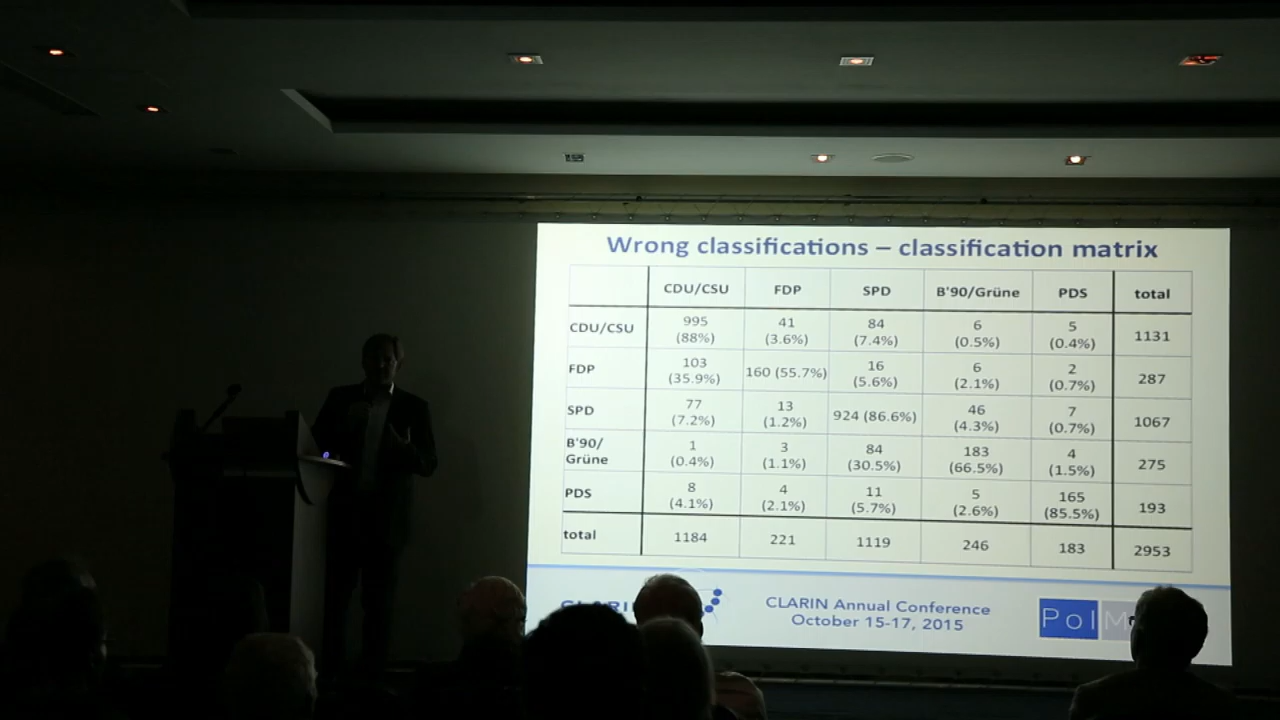 Wrong classifications – classification matrix
CDU/CSU FDP SPD B'90/Grüne PDS total
CDU/CSU 995 (88%) 41 (3.6%) 84 (7.4%) 6 (0.5%) 5 (0.4%) 1131
FDP 103 (35.9%) 160 (55.7%) 16 (5.6%) 6 (2.1%) 2 (0.7%) 287
SPD 77 (7.2%) 13 (1.2%) 924 (86.6%) 46 (4.3%) 7 (0.7%) 1067
B'90/Grüne 1 (0.4%) 3 (1.1%) 84 (30.5%) 183 (66.5%) 4 (1.5%) 275
PDS 8 (4.1%) 4 (2.1%) 11 (5.7%) 5 (2.6%) 165 (85.5%) 193
total 1184 221 1119 246 183 2953
CLARIN Annual Conference
October 15-17, 2015